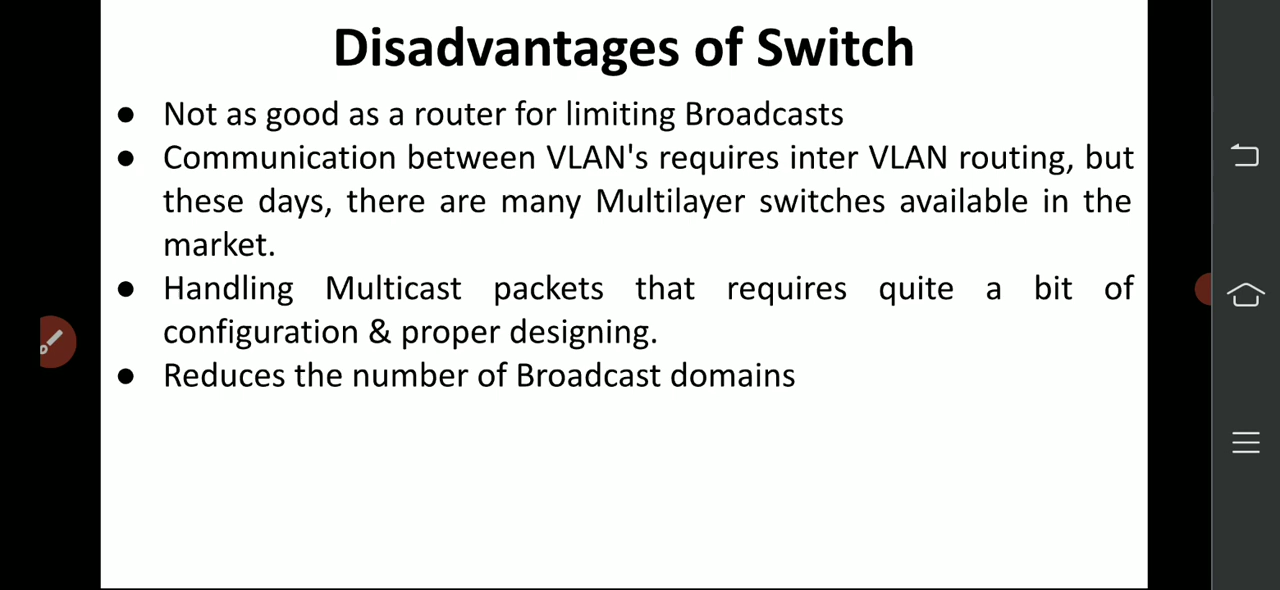 Disadvantages of Switch
● Not as good as a router for limiting Broadcasts
● Communication between VLAN's requires inter VLAN routing, but
these days, there are many Multilayer switches available in the
market.
● Handling Multicast packets that requires quite a bit of
configuration & proper designing.
● Reduces the number of Broadcast domains